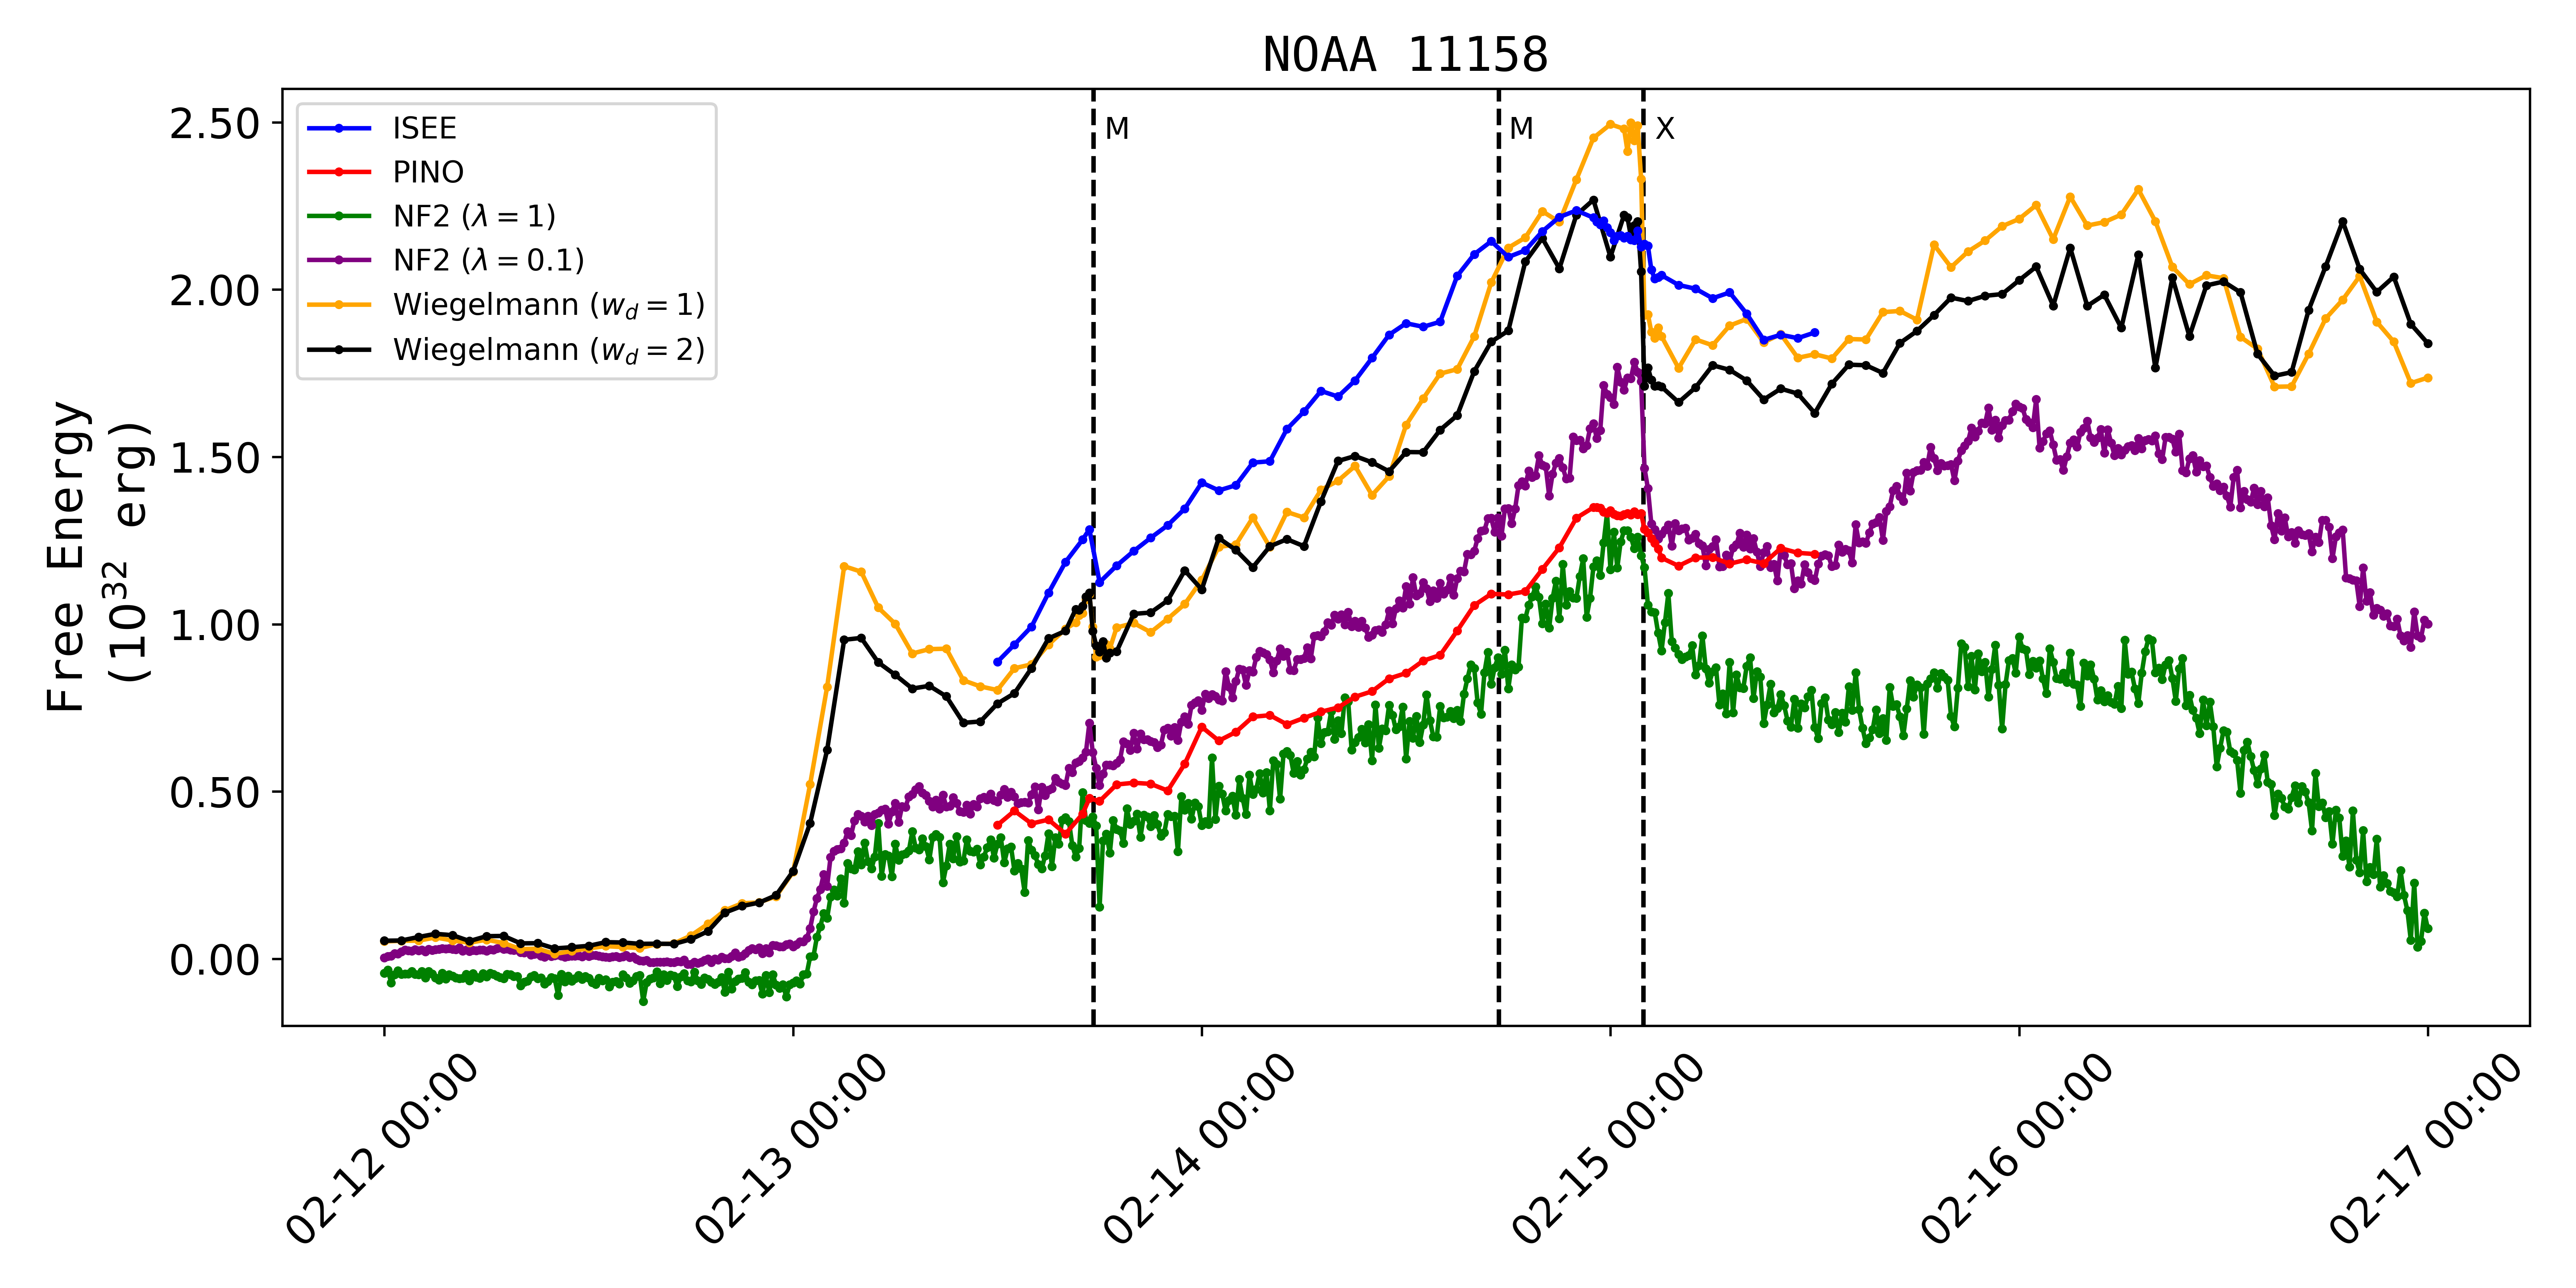 NOAA 11158
ISEE
PINO
NF2 (λ = 1)
NF2 (λ = 0.1)
Wiegelmann (w_d = 1)
Wiegelmann (w_d = 2)
M
M
X
Free Energy
(10³² erg)
2.50
2.00
1.50
1.00
0.50
0.00
02-12 00:00
02-13 00:00
02-14 00:00
02-15 00:00
02-16 00:00
02-17 00:00